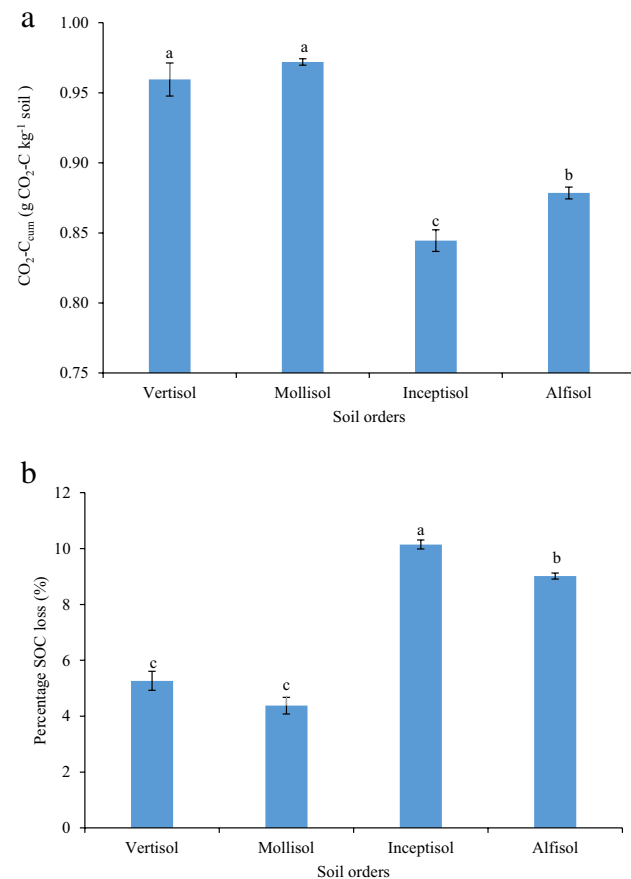 a
CO₂-C_cum (g CO₂-C kg⁻¹ soil )
1.00
0.95
0.90
0.85
0.80
0.75
a
a
c
b
Vertisol Mollisol Inceptisol Alfisol
Soil orders
b
Percentage SOC loss (%)
12
10
8
6
4
2
0
c
c
a
b
Vertisol Mollisol Inceptisol Alfisol
Soil orders